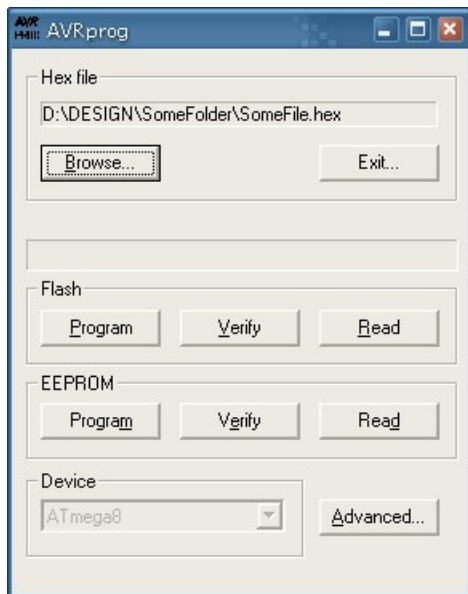 AVR AVRprog
Hex file
D:\DESIGN\SomeFolder\SomeFile.hex
Browse... Exit...
Flash
Program Verify Read
EEPROM
Program Verify Read
Device
ATmega8 Advanced...